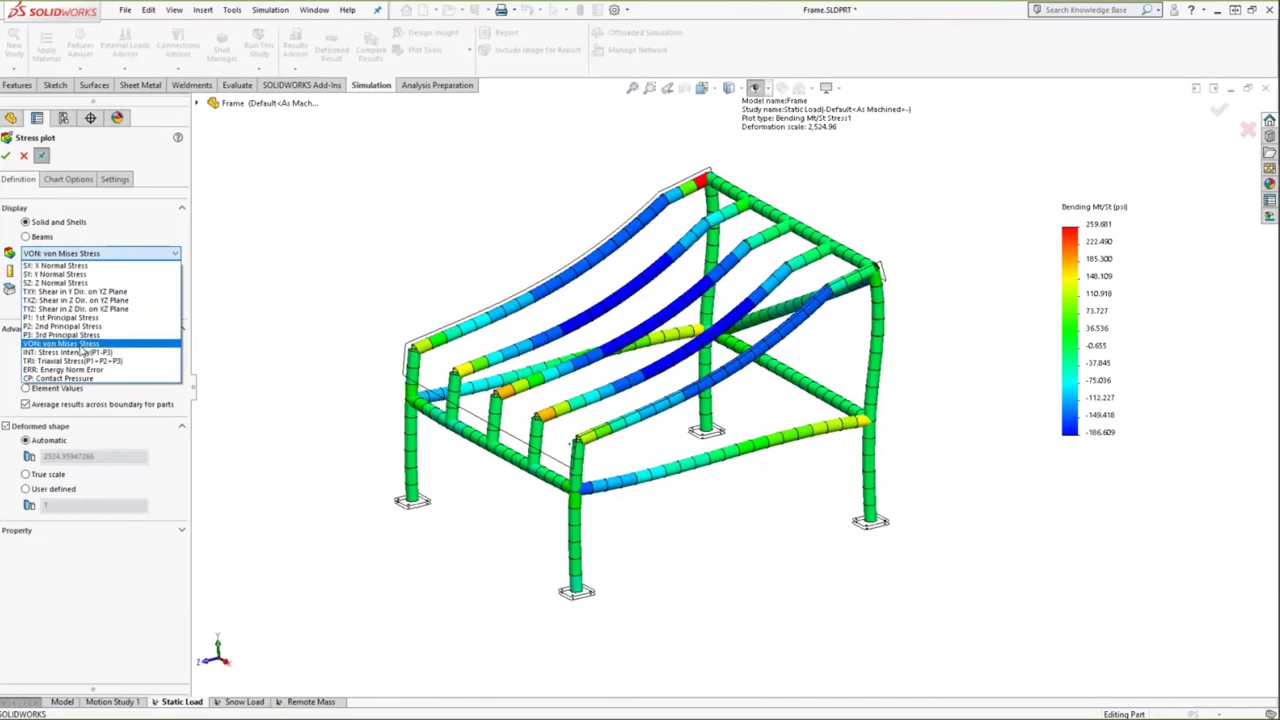 SOLIDWORKS
File Edit View Insert Tools Simulation Window Help
Frame.SLDPRT *
Search Knowledge Base
New Study
Apply Material
Fixtures Advisor
External Loads Advisor
Connections Advisor
Shell Manager
Run This Study
Results Advisor
Deformed Result
Compare Results
Design Insight
Plot Tools
Report
Include Image for Report
Offloaded Simulation
Manage Network
Features Sketch Surfaces Sheet Metal Weldments Evaluate SOLIDWORKS Add-Ins Simulation Analysis Preparation
Frame (Default<As Mach...
Model name:Frame
Study name:Static Load(-Default<As Machined>-)
Plot type: Bending Mt/St Stress1
Deformation scale: 2,524.96
Stress plot
Definition Chart Options Settings
Display
Solid and Shells
Beams
VON: von Mises Stress
SX: X Normal Stress
SY: Y Normal Stress
SZ: Z Normal Stress
TXY: Shear in Y Dir. on YZ Plane
TXZ: Shear in Z Dir. on YZ Plane
TYZ: Shear in Z Dir. on XZ Plane
P1: 1st Principal Stress
P2: 2nd Principal Stress
P3: 3rd Principal Stress
VON: von Mises Stress
INT: Stress Intensity(P1-P3)
TRI: Triaxial Stress(P1+P2+P3)
ERR: Energy Norm Error
CP: Contact Pressure
Element Values
Average results across boundary for parts
Deformed shape
Automatic
2524.95947266
True scale
User defined
1
Property
Bending Mt/St (psi)
259.681
222.490
185.300
148.109
110.918
73.727
36.536
-0.655
-37.845
-75.036
-112.227
-149.418
-186.609
Y
Z
X
Model Motion Study 1 Static Load Snow Load Remote Mass
SOLIDWORKS
Editing Part
IPS